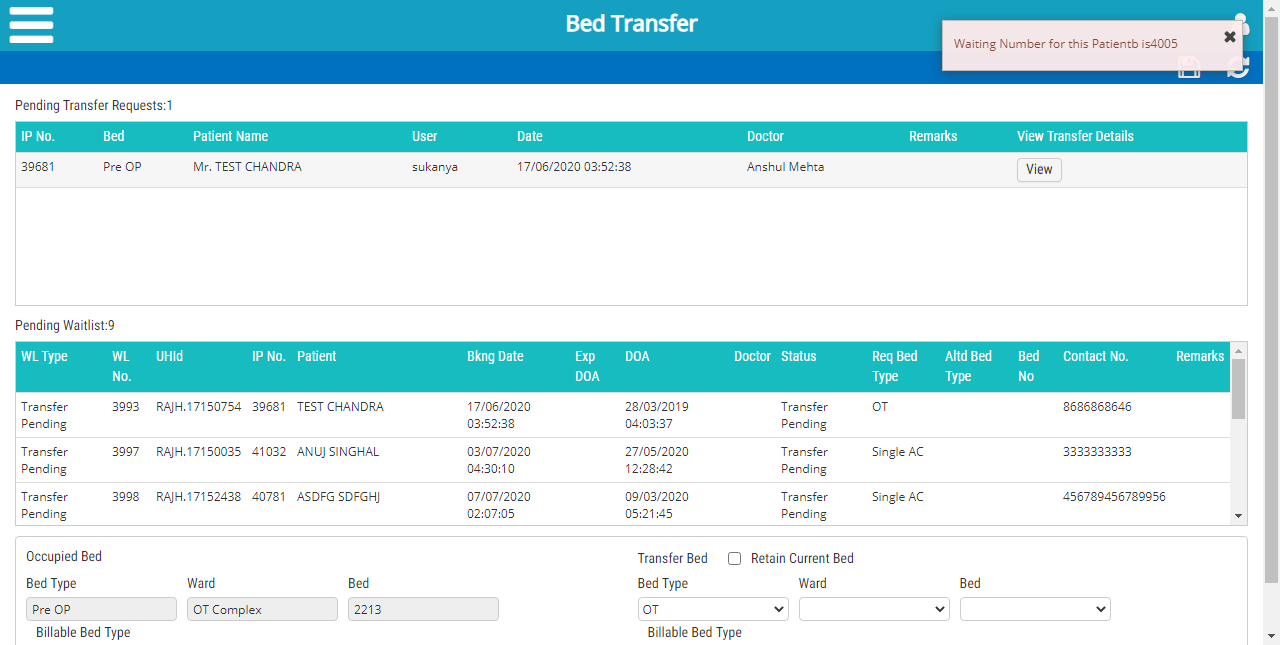 Bed Transfer
Waiting Number for this Patientb is4005
Pending Transfer Requests:1
IP No. Bed Patient Name User Date Doctor Remarks View Transfer Details
39681 Pre OP Mr. TEST CHANDRA sukanya 17/06/2020 03:52:38 Anshul Mehta View
Pending Waitlist:9
WL Type WL No. UHId IP No. Patient Bkng Date Exp DOA DOA Doctor Status Req Bed Type Altd Bed Type Bed No Contact No. Remarks
Transfer Pending 3993 RAJH.17150754 39681 TEST CHANDRA 17/06/2020 03:52:38 28/03/2019 04:03:37 Transfer Pending OT 8686868646
Transfer Pending 3997 RAJH.17150035 41032 ANUJ SINGHAL 03/07/2020 04:30:10 27/05/2020 12:28:42 Transfer Pending Single AC 3333333333
Transfer Pending 3998 RAJH.17152438 40781 ASDFG SDFGHJ 07/07/2020 02:07:05 09/03/2020 05:21:45 Transfer Pending Single AC 456789456789956
Occupied Bed Transfer Bed Retain Current Bed
Bed Type Ward Bed Bed Type Ward Bed
Pre OP OT Complex 2213 OT
Billable Bed Type Billable Bed Type